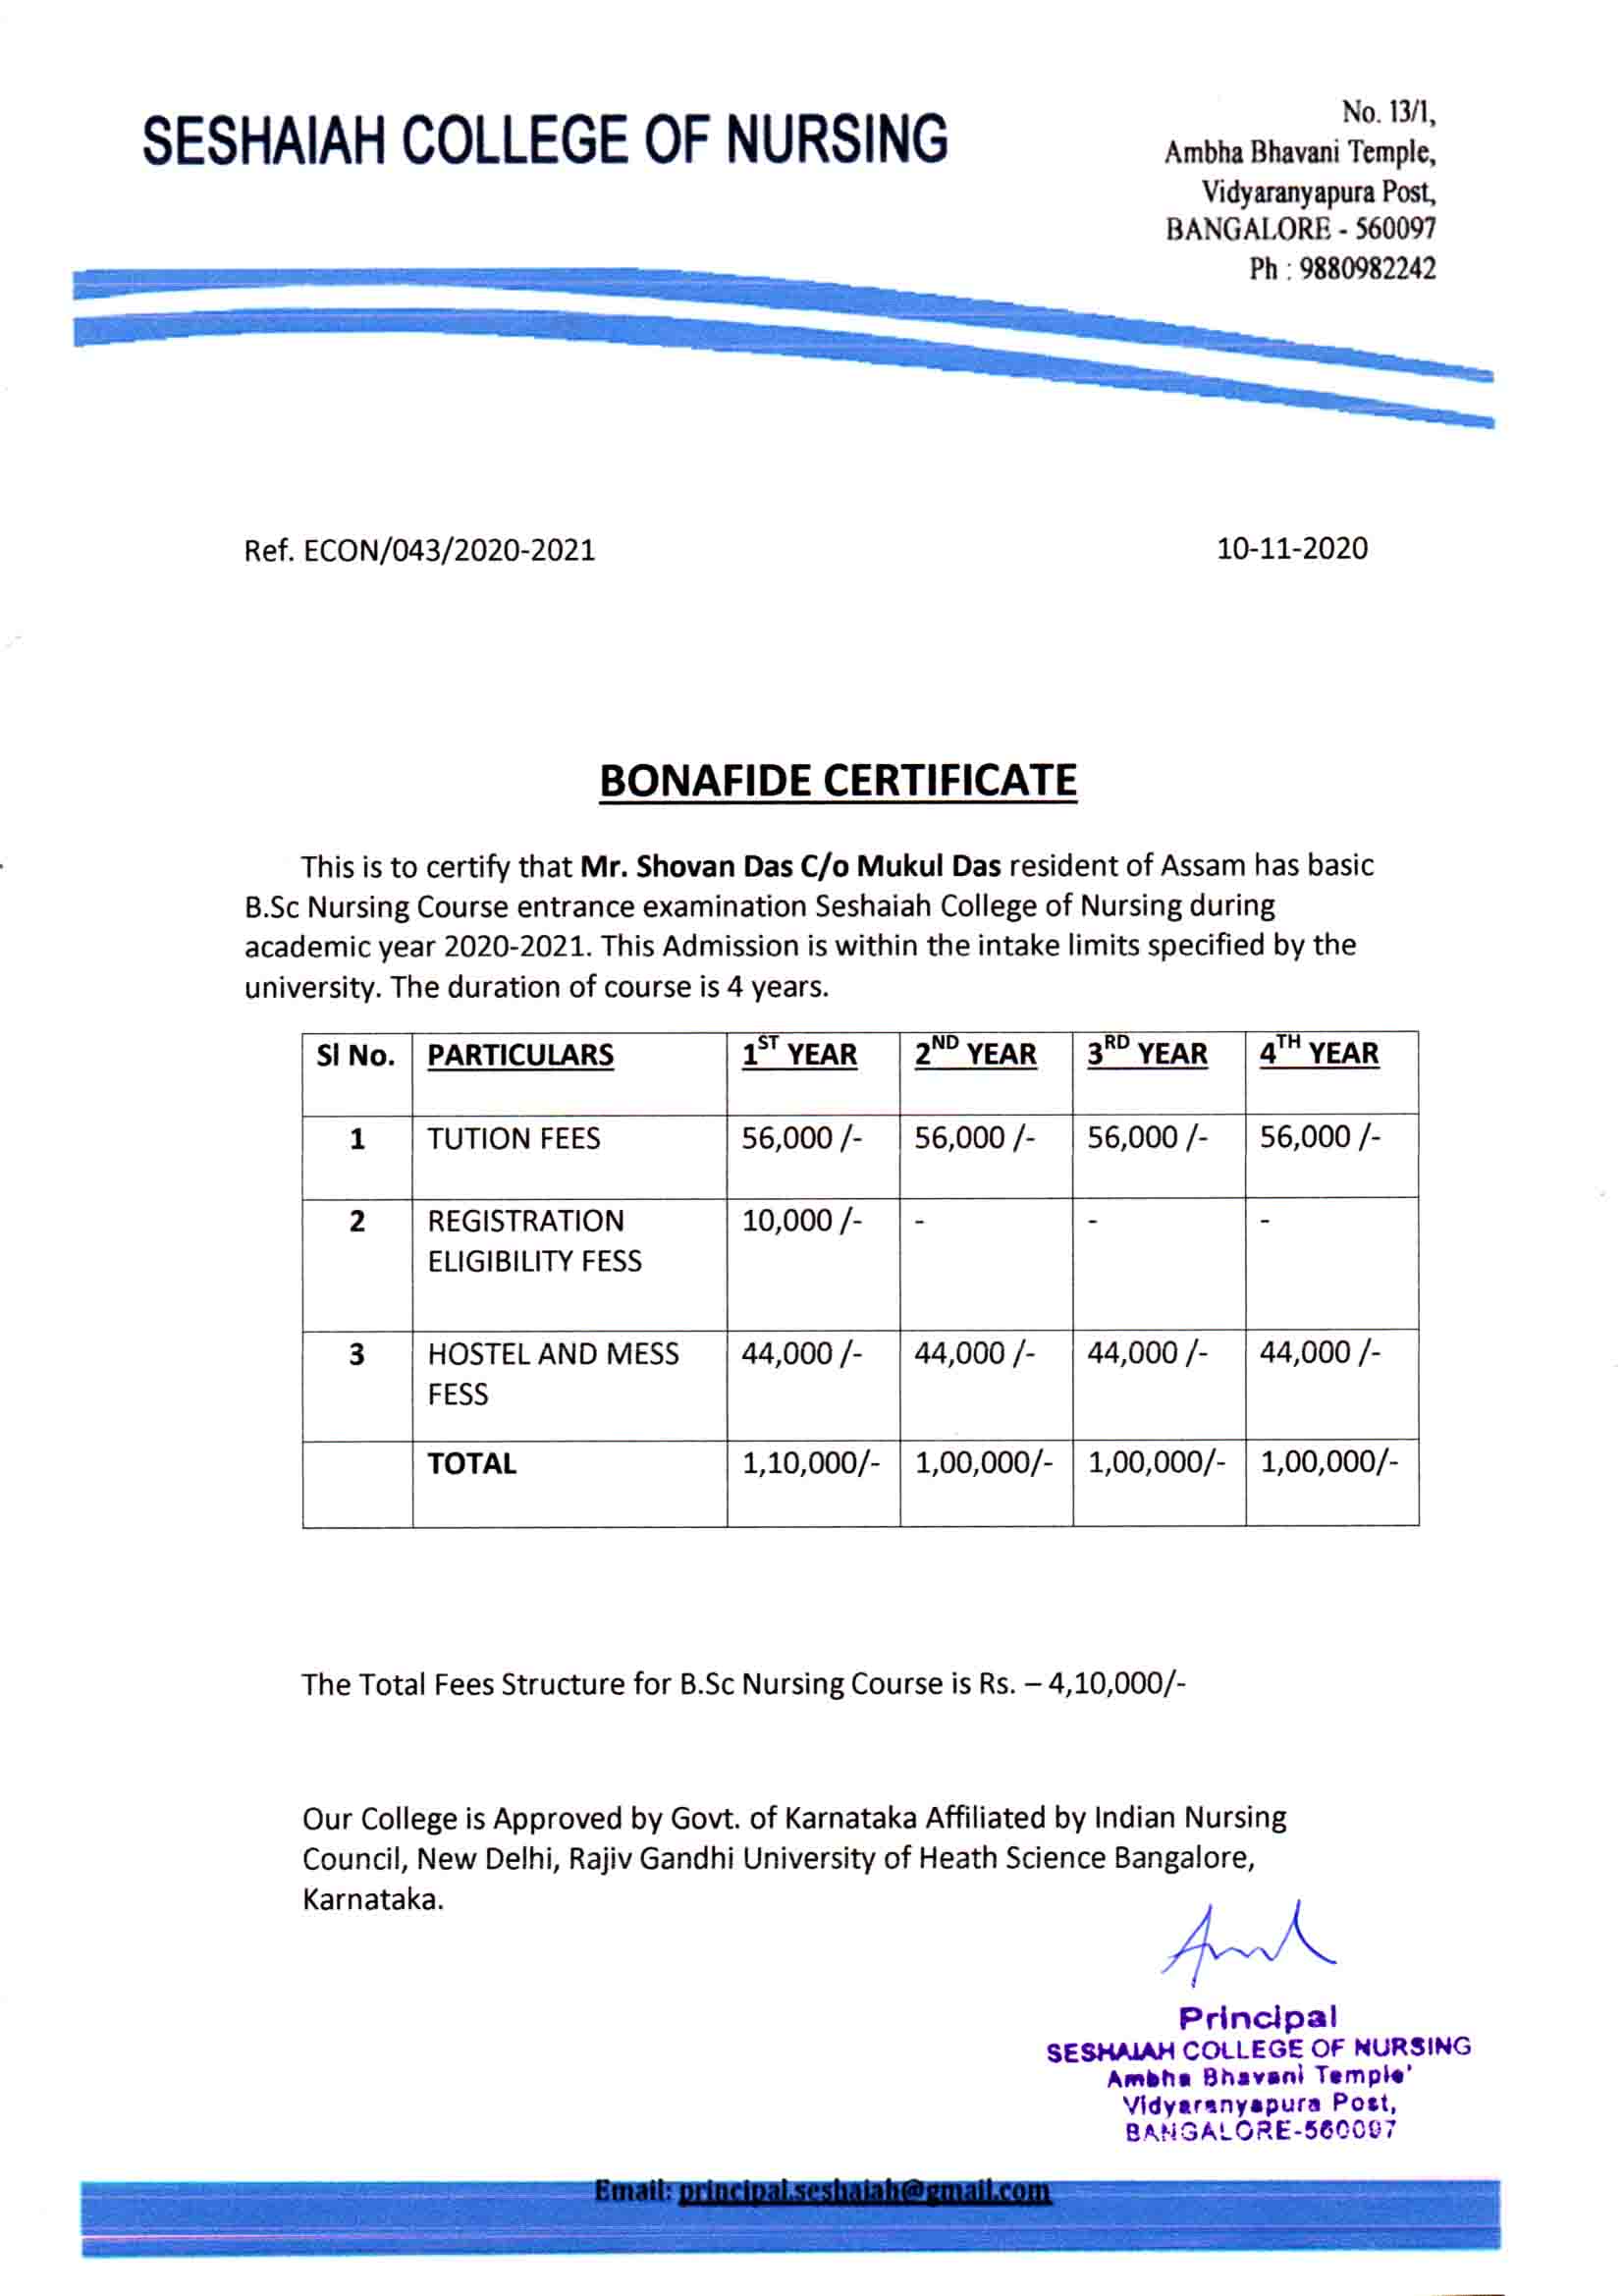 SESHAIAH COLLEGE OF NURSING
No. 13/1,
Ambha Bhavani Temple,
Vidyaranyapura Post,
BANGALORE - 560097
Ph : 9880982242
Ref. ECON/043/2020-2021 10-11-2020
BONAFIDE CERTIFICATE
This is to certify that Mr. Shovan Das C/o Mukul Das resident of Assam has basic
B.Sc Nursing Course entrance examination Seshaiah College of Nursing during
academic year 2020-2021. This Admission is within the intake limits specified by the
university. The duration of course is 4 years.
Sl No. PARTICULARS 1ST YEAR 2ND YEAR 3RD YEAR 4TH YEAR
1 TUTION FEES 56,000 /- 56,000 /- 56,000 /- 56,000 /-
2 REGISTRATION 10,000 /- - - -
ELIGIBILITY FESS
3 HOSTEL AND MESS 44,000 /- 44,000 /- 44,000 /- 44,000 /-
FESS
TOTAL 1,10,000/- 1,00,000/- 1,00,000/- 1,00,000/-
The Total Fees Structure for B.Sc Nursing Course is Rs. – 4,10,000/-
Our College is Approved by Govt. of Karnataka Affiliated by Indian Nursing
Council, New Delhi, Rajiv Gandhi University of Heath Science Bangalore,
Karnataka.
Principal
SESHAIAH COLLEGE OF NURSING
Ambha Bhavani Temple'
Vidyaranyapura Post,
BANGALORE-560097
Email: principal.seshaiah@gmail.com